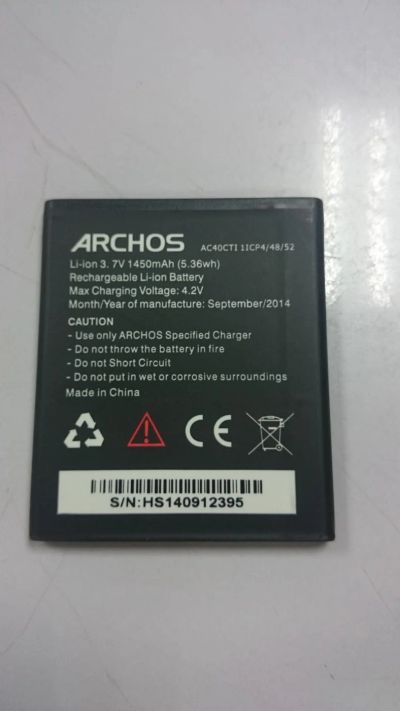 ARCHOS AC40CTI 1ICP4/48/52
Li-ion 3.7V 1450mAh (5.36wh)
Rechargeable Li-ion Battery
Max Charging Voltage: 4.2V
Month/Year of manufacture: September/2014
CAUTION
- Use only ARCHOS Specified Charger
- Do not throw the battery in fire
- Do not Short Circuit
- Do not put in wet or corrosive surroundings
Made in China
CE
S/N:HS140912395